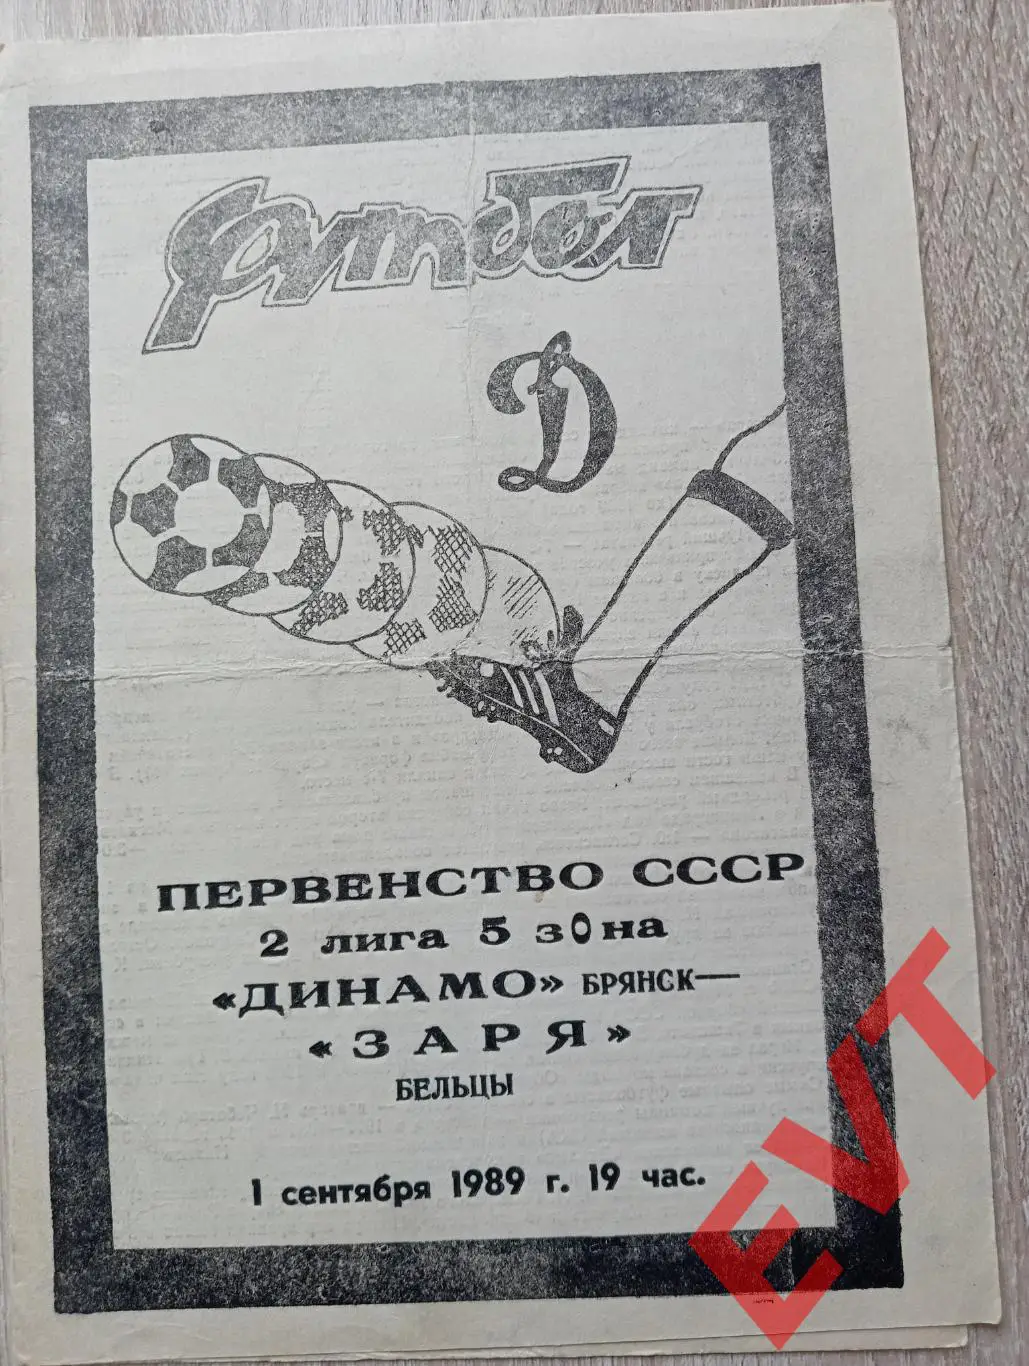 Футбол
Д
ПЕРВЕНСТВО СССР
2 лига 5 зона
«ДИНАМО» БРЯНСК—
«ЗАРЯ»
БЕЛЬЦЫ
1 сентября 1989 г. 19 час.
EVT